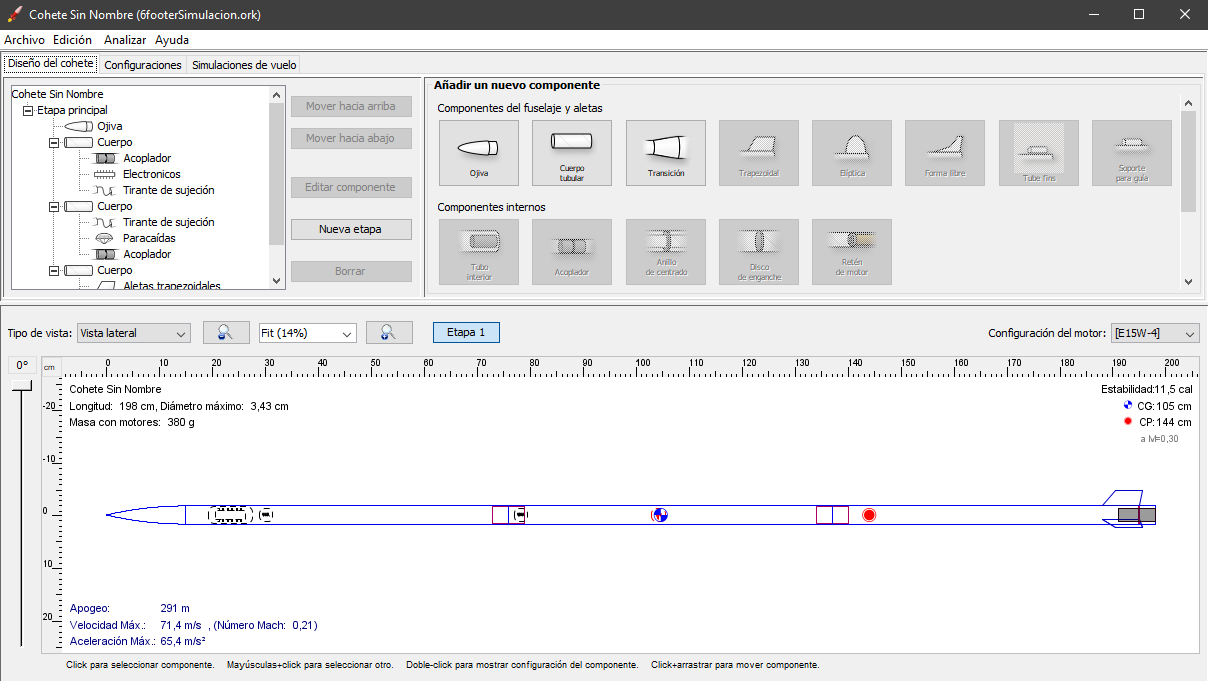 Cohete Sin Nombre (6footerSimulacion.ork)
Archivo Edición Analizar Ayuda
Diseño del cohete Configuraciones Simulaciones de vuelo
Cohete Sin Nombre
Etapa principal
Ojiva
Cuerpo
Acoplador
Electronicos
Tirante de sujeción
Cuerpo
Tirante de sujeción
Paracaídas
Acoplador
Cuerpo
Aletas trapezoidales
Mover hacia arriba
Mover hacia abajo
Editar componente
Nueva etapa
Borrar
Añadir un nuevo componente
Componentes del fuselaje y aletas
Ojiva
Cuerpo
tubular
Transición
Trapezoidal
Elíptica
Forma libre
Tube fins
Soporte
para guía
Componentes internos
Tubo
interior
Acoplador
Anillo
de centrado
Disco
de enganche
Retén
de motor
Tipo de vista: Vista lateral Fit (14%) Etapa 1 Configuración del motor: [E15W-4]
0°
cm
0 10 20 30 40 50 60 70 80 90 100 110 120 130 140 150 160 170 180 190 200
-20
-10
0
10
20
Cohete Sin Nombre
Longitud: 198 cm, Diámetro máximo: 3,43 cm
Masa con motores: 380 g
Estabilidad:11,5 cal
CG:105 cm
CP:144 cm
a M=0,30
Apogeo: 291 m
Velocidad Máx.: 71,4 m/s , (Número Mach: 0,21)
Aceleración Máx.: 65,4 m/s²
Click para seleccionar componente. Mayúsculas+click para seleccionar otro. Doble-click para mostrar configuración del componente. Click+arrastrar para mover componente.